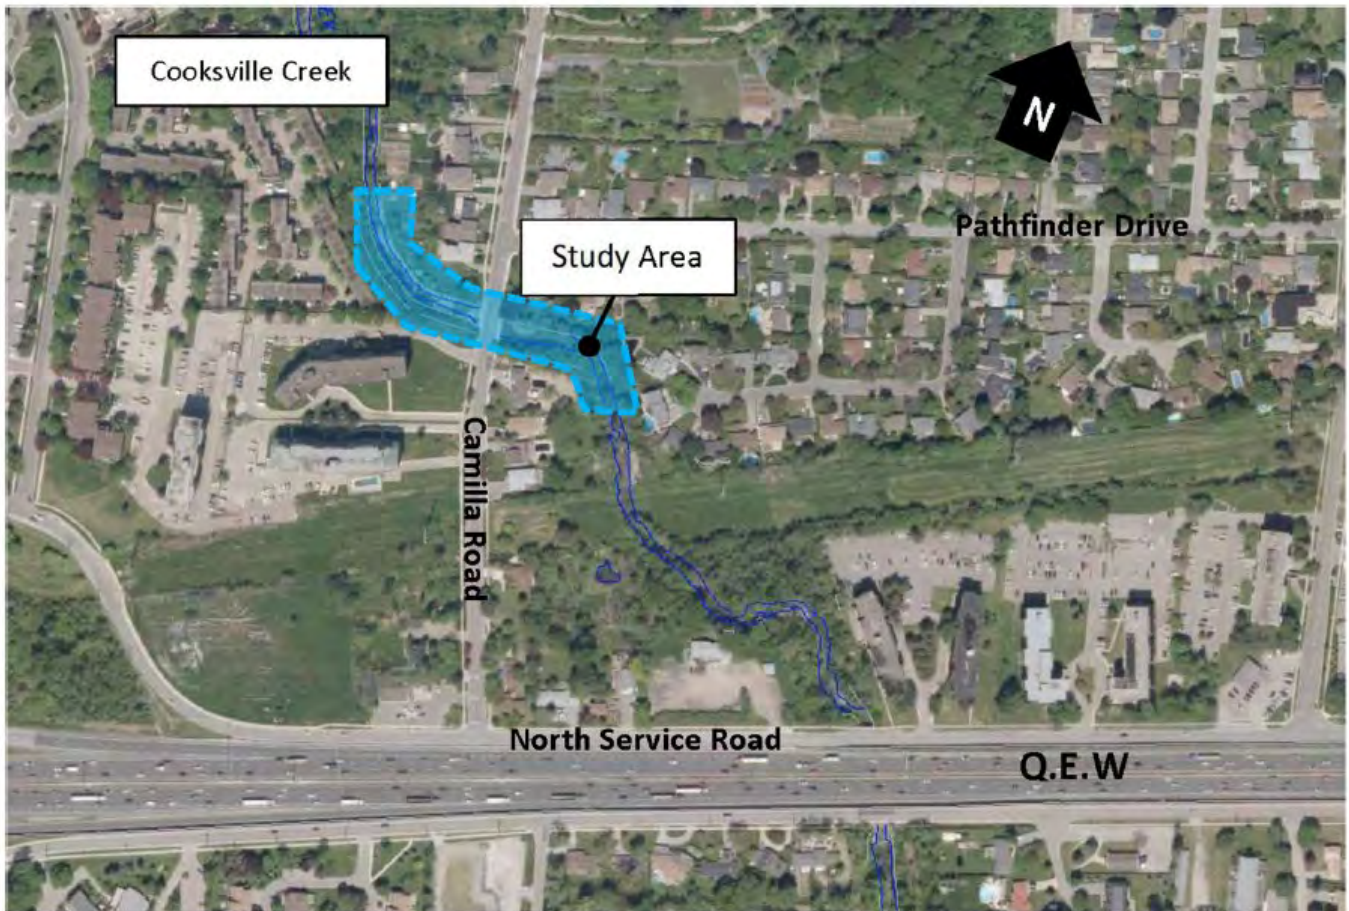 Cooksville Creek
N
Pathfinder Drive
Study Area
Camilla Road
North Service Road
Q.E.W